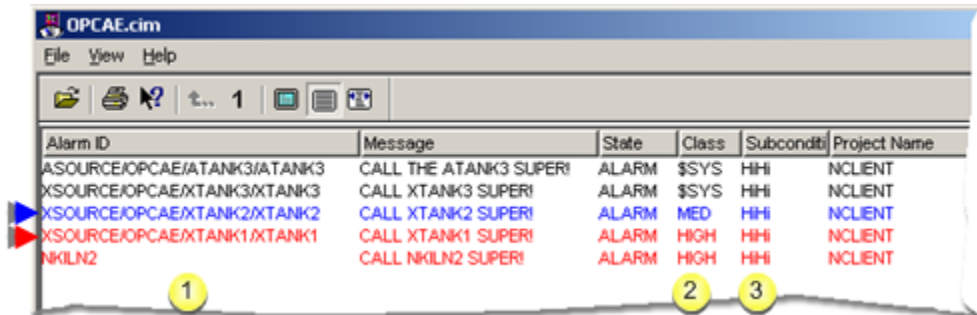 OPCAE.cim
File View Help
1
Alarm ID Message State Class Subconditi Project Name
ASOURCE/OPCAE/ATANK3/ATANK3 CALL THE ATANK3 SUPER! ALARM $SYS HiHi NCLIENT
XSOURCE/OPCAE/XTANK3/XTANK3 CALL XTANK3 SUPER! ALARM $SYS HiHi NCLIENT
XSOURCE/OPCAE/XTANK2/XTANK2 CALL XTANK2 SUPER! ALARM MED HiHi NCLIENT
XSOURCE/OPCAE/XTANK1/XTANK1 CALL XTANK1 SUPER! ALARM HIGH HiHi NCLIENT
NKILN2 CALL NKILN2 SUPER! ALARM HIGH HiHi NCLIENT
1 2 3